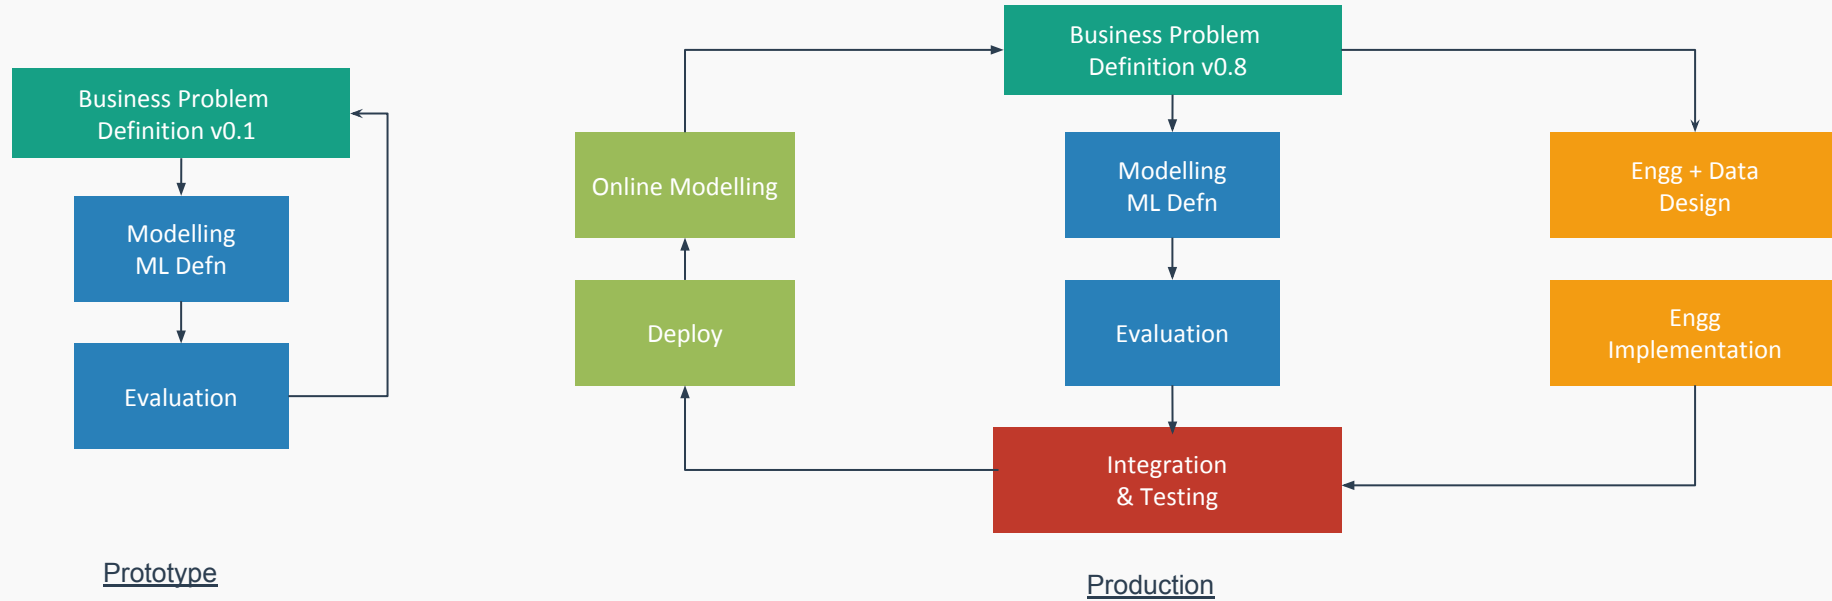 Business Problem
Definition v0.1
Modelling
ML Defn
Evaluation
Prototype
Business Problem
Definition v0.8
Online Modelling
Modelling
ML Defn
Engg + Data
Design
Deploy
Evaluation
Engg
Implementation
Integration
& Testing
Production